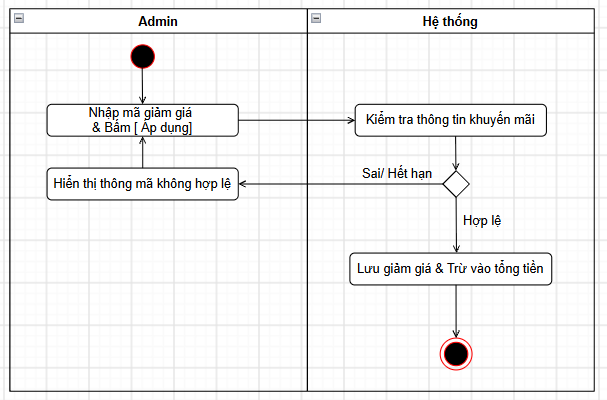 Admin
Hệ thống
Nhập mã giảm giá
& Bấm [ Áp dụng]
Kiểm tra thông tin khuyến mãi
Sai/ Hết hạn
Hiển thị thông mã không hợp lệ
Hợp lệ
Lưu giảm giá & Trừ vào tổng tiền